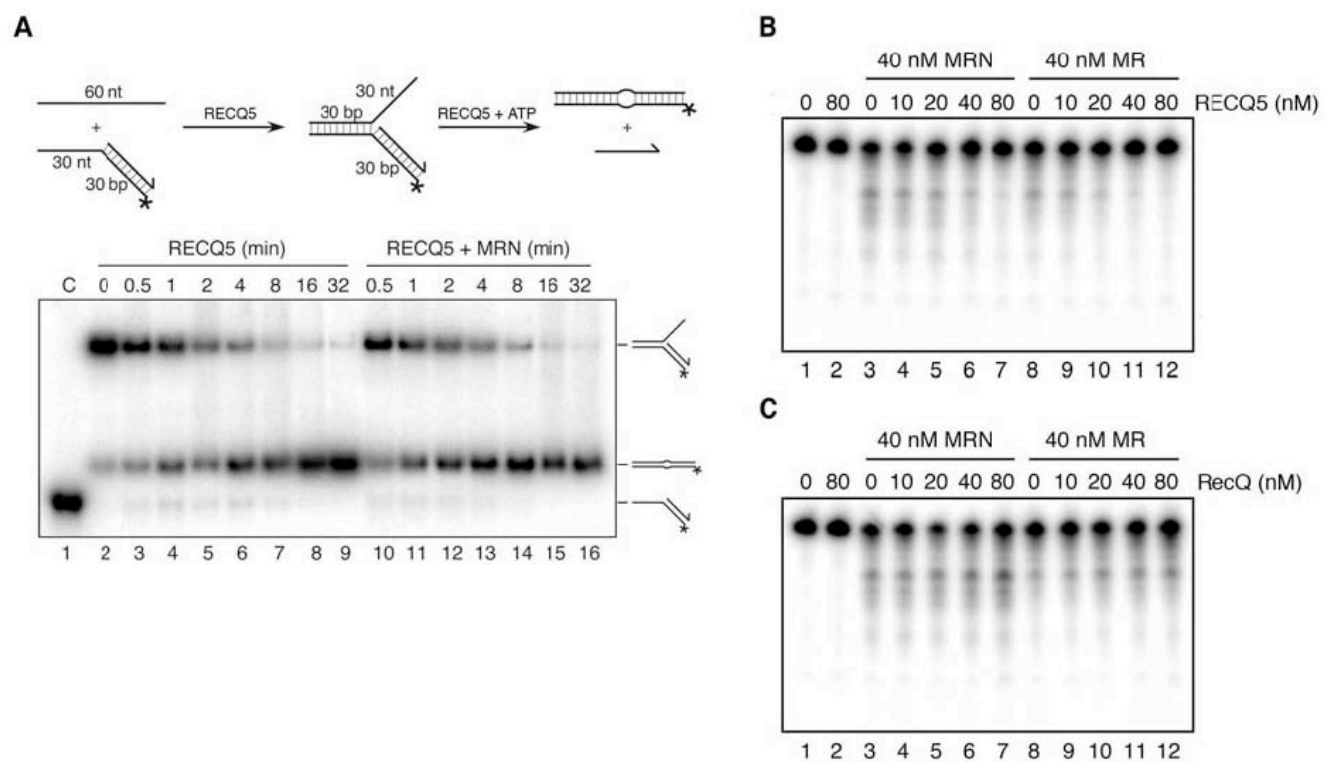 A
60 nt
+
30 nt
30 bp
*
RECQ5
30 nt
30 bp
30 bp
*
RECQ5 + ATP
*
+
RECQ5 (min)
RECQ5 + MRN (min)
C 0 0.5 1 2 4 8 16 32 0.5 1 2 4 8 16 32
*
*
*
1 2 3 4 5 6 7 8 9 10 11 12 13 14 15 16
B
40 nM MRN 40 nM MR
0 80 0 10 20 40 80 0 10 20 40 80 RECQ5 (nM)
1 2 3 4 5 6 7 8 9 10 11 12
C
40 nM MRN 40 nM MR
0 80 0 10 20 40 80 0 10 20 40 80 RecQ (nM)
1 2 3 4 5 6 7 8 9 10 11 12